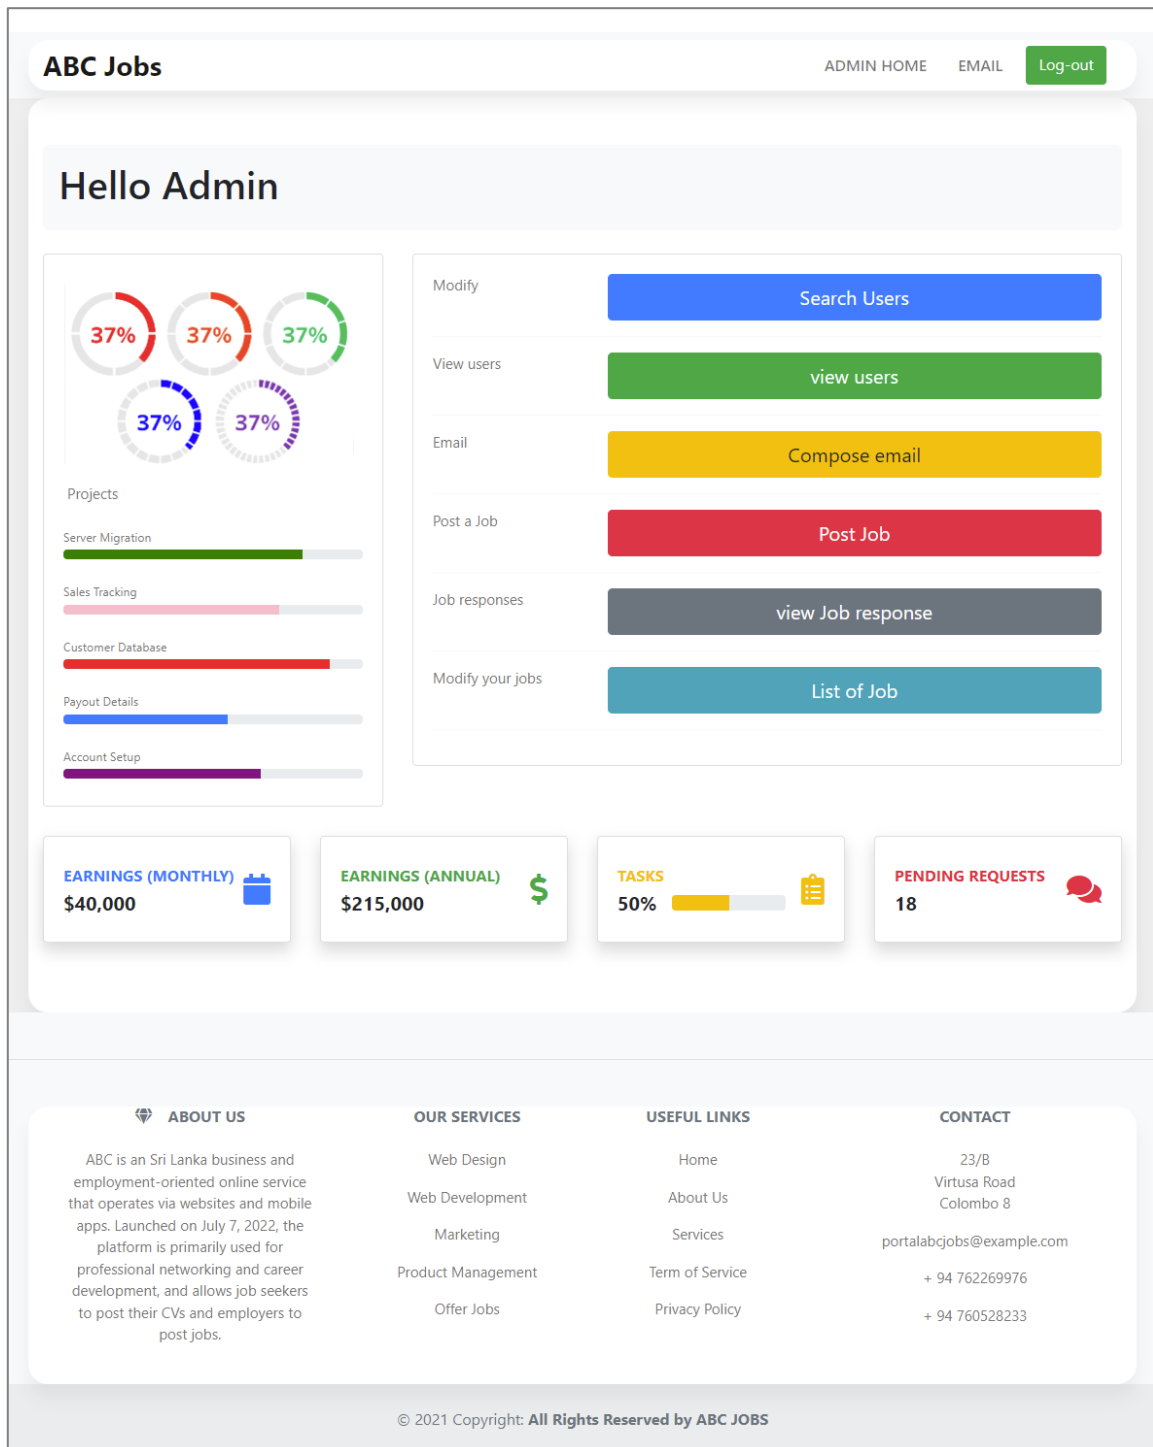 ABC Jobs
ADMIN HOME
EMAIL
Log-out
Hello Admin
37%
37%
37%
37%
37%
Projects
Server Migration
Sales Tracking
Customer Database
Payout Details
Account Setup
Modify
Search Users
View users
view users
Email
Compose email
Post a Job
Post Job
Job responses
view Job response
Modify your jobs
List of Job
EARNINGS (MONTHLY)
$40,000
EARNINGS (ANNUAL)
$215,000
TASKS
50%
PENDING REQUESTS
18
ABOUT US
ABC is an Sri Lanka business and
employment-oriented online service
that operates via websites and mobile
apps. Launched on July 7, 2022, the
platform is primarily used for
professional networking and career
development, and allows job seekers
to post their CVs and employers to
post jobs.
OUR SERVICES
Web Design
Web Development
Marketing
Product Management
Offer Jobs
USEFUL LINKS
Home
About Us
Services
Term of Service
Privacy Policy
CONTACT
23/B
Virtusa Road
Colombo 8
portalabcjobs@example.com
+ 94 762269976
+ 94 760528233
© 2021 Copyright: All Rights Reserved by ABC JOBS